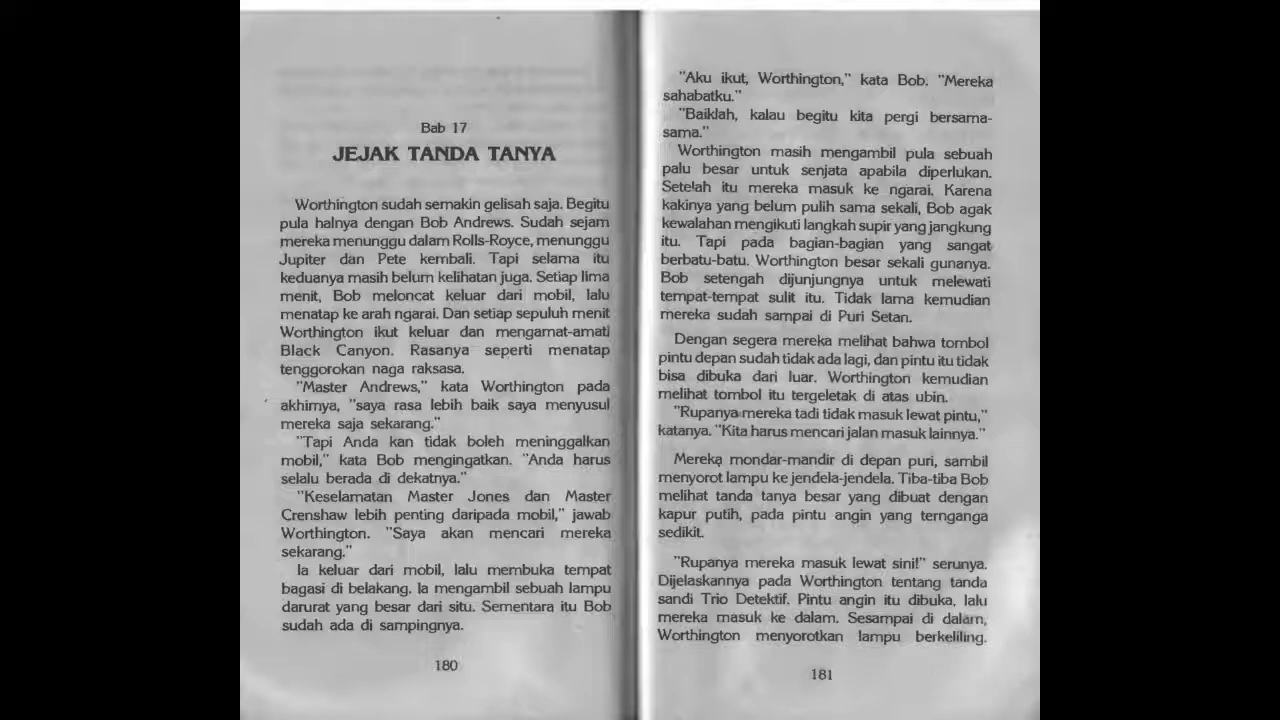 Bab 17
JEJAK TANDA TANYA
Worthington sudah semakin gelisah saja. Begitu
pula halnya dengan Bob Andrews. Sudah sejam
mereka menunggu dalam Rolls-Royce, menunggu
Jupiter dan Pete kembali. Tapi selama itu
keduanya masih belum kelihatan juga. Setiap lima
menit, Bob meloncat keluar dari mobil, lalu
menatap ke arah ngarai. Dan setiap sepuluh menit
Worthington ikut keluar dan mengamat-amati
Black Canyon. Rasanya seperti menatap
tenggorokan naga raksasa.
"Master Andrews," kata Worthington pada
akhirnya, "saya rasa lebih baik saya menyusul
mereka saja sekarang."
"Tapi Anda kan tidak boleh meninggalkan
mobil," kata Bob mengingatkan. "Anda harus
selalu berada di dekatnya."
"Keselamatan Master Jones dan Master
Crenshaw lebih penting daripada mobil," jawab
Worthington. "Saya akan mencari mereka
sekarang."
Ia keluar dari mobil, lalu membuka tempat
bagasi di belakang. Ia mengambil sebuah lampu
darurat yang besar dari situ. Sementara itu Bob
sudah ada di sampingnya.
180
"Aku ikut, Worthington," kata Bob. "Mereka
sahabatku."
"Baiklah, kalau begitu kita pergi bersama-
sama."
Worthington masih mengambil pula sebuah
palu besar untuk senjata apabila diperlukan.
Setelah itu mereka masuk ke ngarai. Karena
kakinya yang belum pulih sama sekali, Bob agak
kewalahan mengikuti langkah supir yang jangkung
itu. Tapi pada bagian-bagian yang sangat
berbatu-batu. Worthington besar sekali gunanya.
Bob setengah dijunjungnya untuk melewati
tempat-tempat sulit itu. Tidak lama kemudian
mereka sudah sampai di Puri Setan.
Dengan segera mereka melihat bahwa tombol
pintu depan sudah tidak ada lagi, dan pintu itu tidak
bisa dibuka dari luar. Worthington kemudian
melihat tombol itu tergeletak di atas ubin.
"Rupanya mereka tadi tidak masuk lewat pintu,"
katanya. "Kita harus mencari jalan masuk lainnya."
Mereka mondar-mandir di depan puri, sambil
menyorot lampu ke jendela-jendela. Tiba-tiba Bob
melihat tanda tanya besar yang dibuat dengan
kapur putih, pada pintu angin yang ternganga
sedikit.
"Rupanya mereka masuk lewat sini!" serunya.
Dijelaskannya pada Worthington tentang tanda
sandi Trio Detektif. Pintu angin itu dibuka, lalu
mereka masuk ke dalam. Sesampai di dalam,
Worthington menyorotkan lampu berkeliling.
181